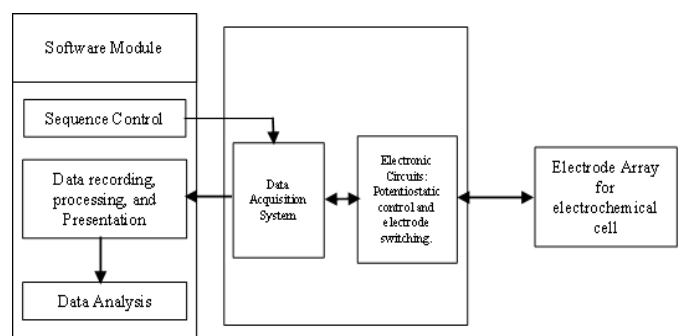 Software Module
Sequence Control
Data recording,
processing, and
Presentation
Data Analysis
Data
Acquisition
System
Electronic
Circuits:
Potentiostatic
control and
electrode
switching.
Electrode Array
for
electrochemical
cell